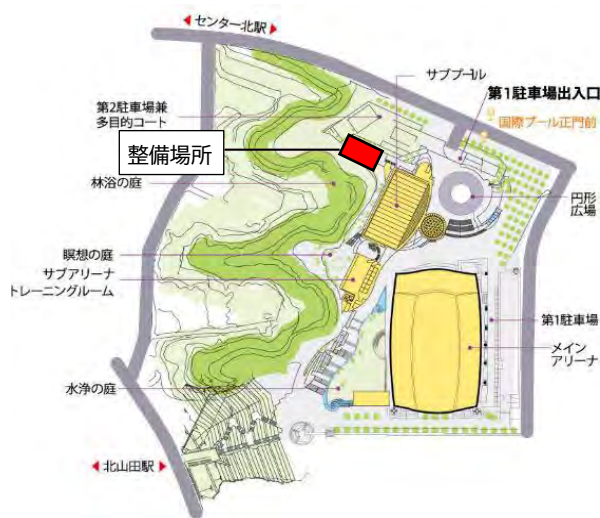 センター北駅
サブプール
第1駐車場出入口
国際プール正門前
第2駐車場兼
多目的コート
整備場所
林浴の庭
円形
広場
瞑想の庭
サブアリーナ
トレーニングルーム
第1駐車場
メイン
アリーナ
水浄の庭
北山田駅